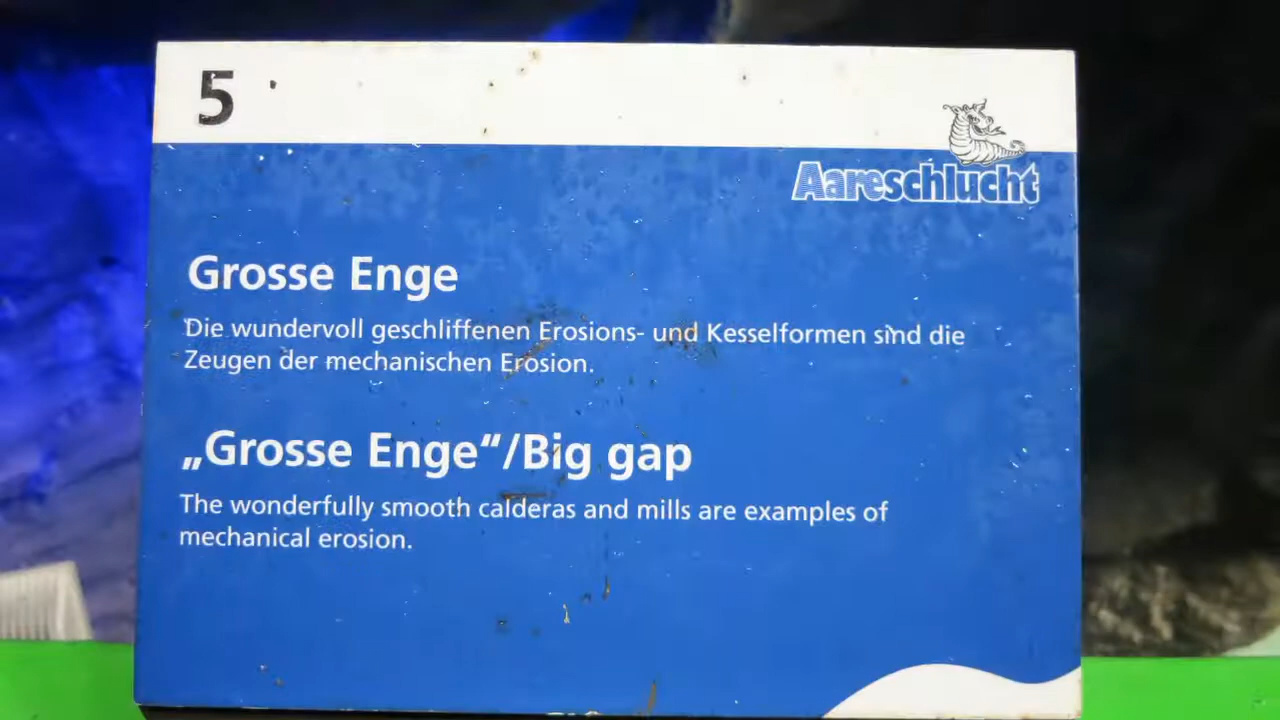 5
Aareschlucht
Grosse Enge
Die wundervoll geschliffenen Erosions- und Kesselformen sind die
Zeugen der mechanischen Erosion.
„Grosse Enge“/Big gap
The wonderfully smooth calderas and mills are examples of
mechanical erosion.